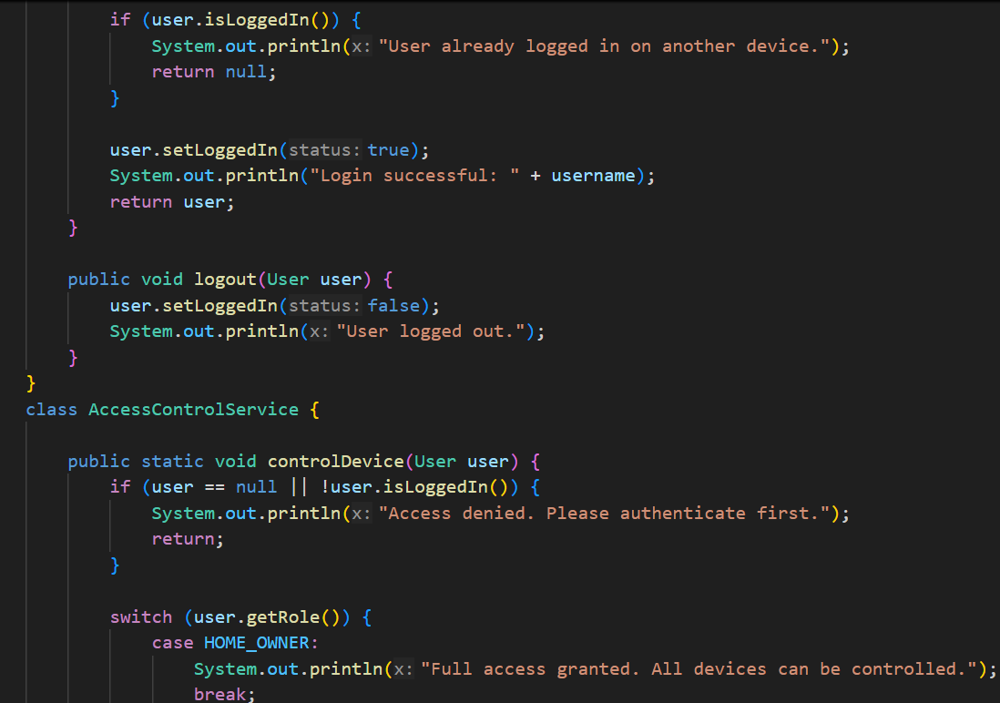 if (user.isLoggedIn()) {
System.out.println(x: "User already logged in on another device.");
return null;
}
user.setLoggedIn(status: true);
System.out.println("Login successful: " + username);
return user;
}
public void logout(User user) {
user.setLoggedIn(status: false);
System.out.println(x: "User logged out.");
}
}
class AccessControlService {
public static void controlDevice(User user) {
if (user == null || !user.isLoggedIn()) {
System.out.println(x: "Access denied. Please authenticate first.");
return;
}
switch (user.getRole()) {
case HOME_OWNER:
System.out.println(x: "Full access granted. All devices can be controlled.");
break;